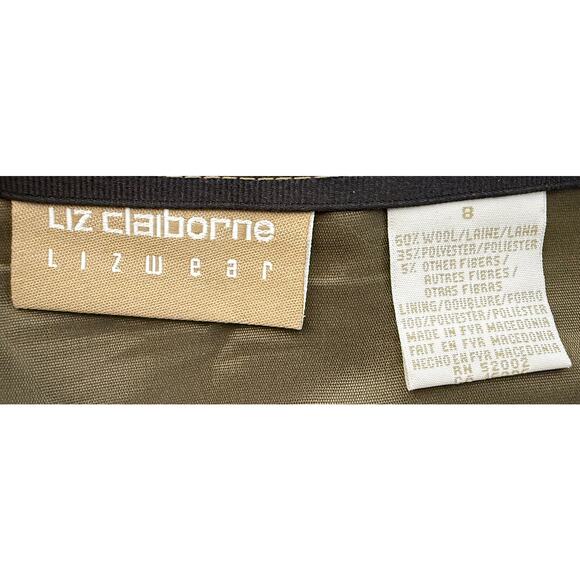 Liz claiborne
Lizwear
8
60% WOOL/LAINE/LANA
35% POLYESTER/POLIESTER
5% OTHER FIBERS/
AUTRES FIBRES/
OTRAS FIBRAS
LINING/DOUBLURE/FORRO
100% POLYESTER/POLIESTER
MADE IN FYR MACEDONIA
FAIT EN FYR MACEDONIA
HECHO EN FYR MACEDONIA
RN 52002